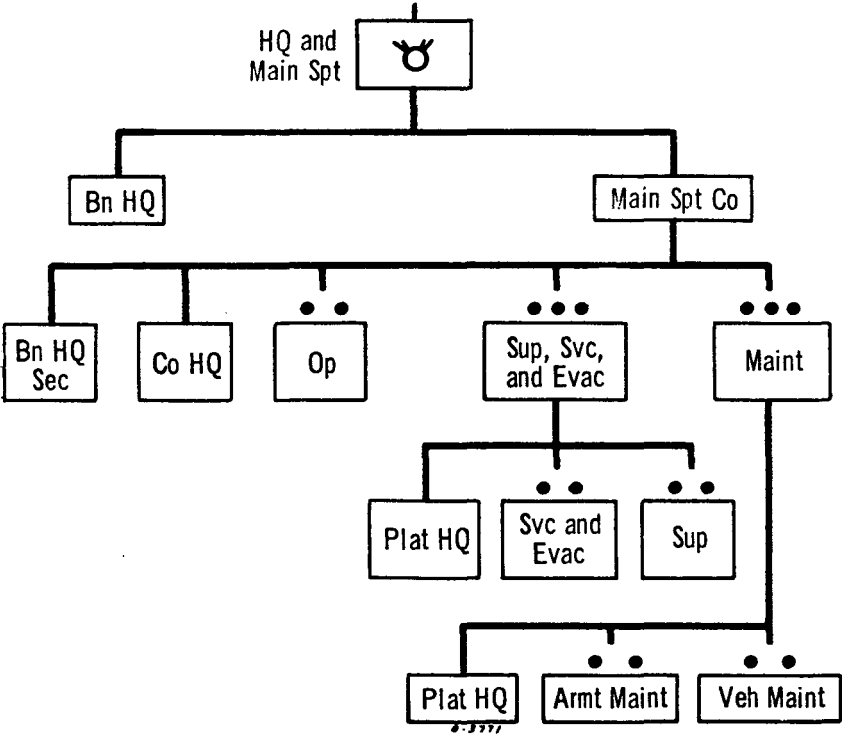 HQ and
Main Spt
Bn HQ
Main Spt Co
Bn HQ
Sec
Co HQ
Op
Sup, Svc,
and Evac
Maint
Plat HQ
Svc and
Evac
Sup
Plat HQ
Armt Maint
Veh Maint